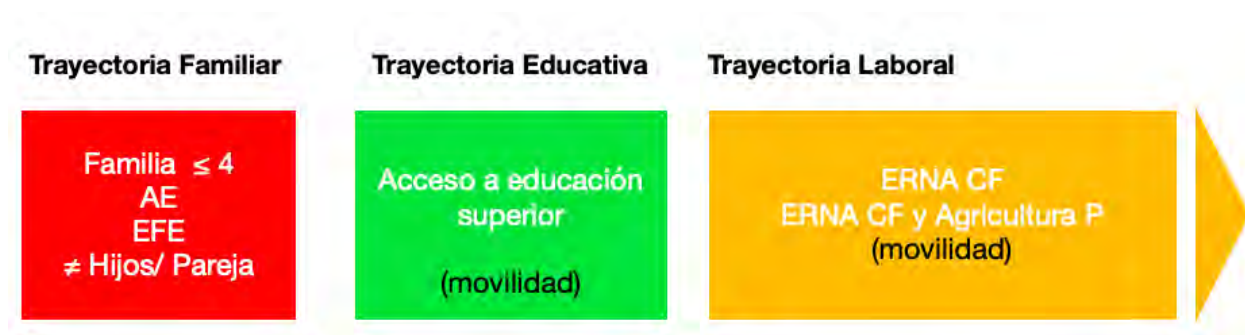 Trayectoria Familiar
Trayectoria Educativa
Trayectoria Laboral
Familia ≤ 4
AE
EFE
≠ Hijos/ Pareja
Acceso a educación
superior
(movilidad)
ERNA CF
ERNA CF y Agricultura P
(movilidad)